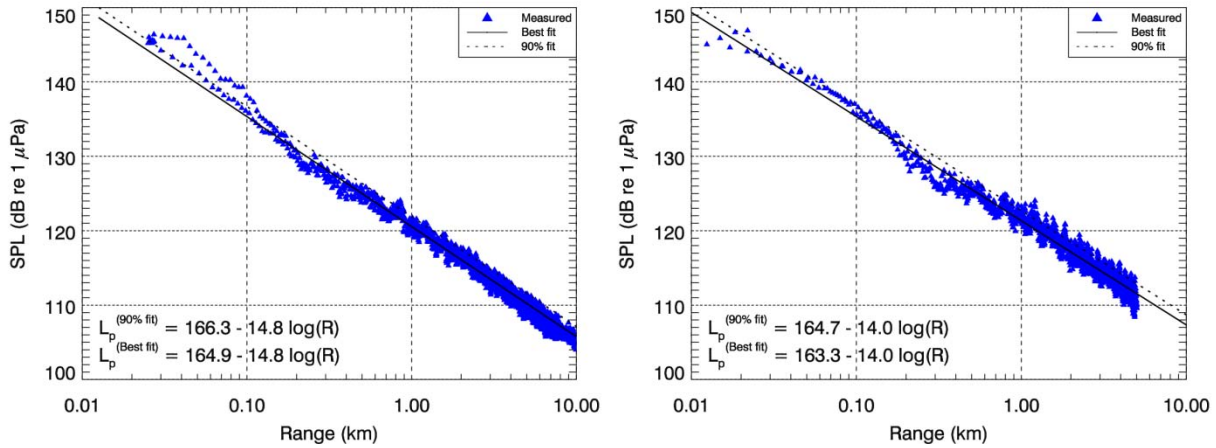 150
140
130
120
110
100
SPL (dB re 1 μPa)
Measured
Best fit
90% fit
Lp(90% fit) = 166.3 - 14.8 log(R)
Lp(Best fit) = 164.9 - 14.8 log(R)
0.01 0.10 1.00 10.00
Range (km)
150
140
130
120
110
100
SPL (dB re 1 μPa)
Measured
Best fit
90% fit
Lp(90% fit) = 164.7 - 14.0 log(R)
Lp(Best fit) = 163.3 - 14.0 log(R)
0.01 0.10 1.00 10.00
Range (km)